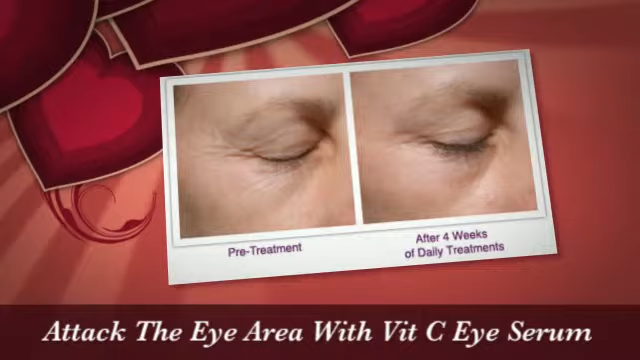 Pre-Treatment
After 4 Weeks
of Daily Treatments
Attack The Eye Area With Vit C Eye Serum